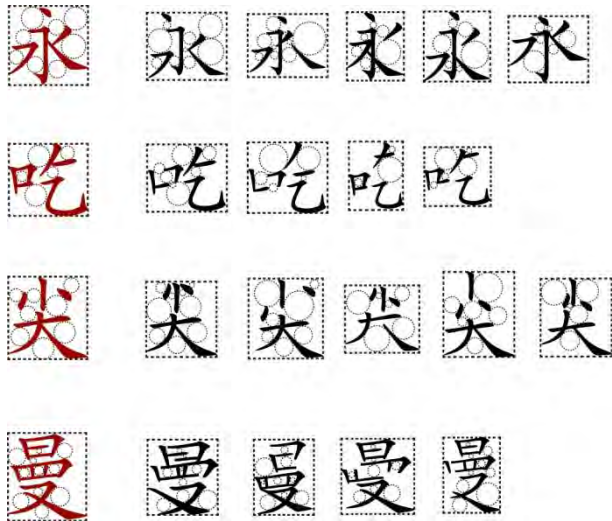 永 永 永 永 永 永
吃 吃 吃 吃 吃
尖 尖 尖 尖 尖 尖
曼 曼 曼 曼 曼